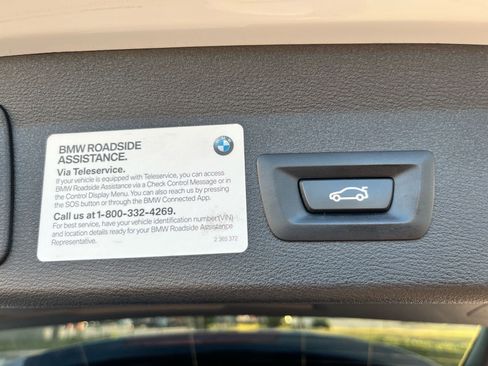 BMW ROADSIDE
ASSISTANCE.
Via Teleservice.
If your vehicle is equipped with Teleservice, you can access
BMW Roadside Assistance via a Check Control Message or in
the Control Display Menu. You can also reach us by pressing
the SOS button or through the BMW Connected App.
Call us at 1-800-332-4269.
For best service, have your vehicle identification number(VIN)
and location details ready for your BMW Roadside Assistance
Representative.
2 365 372